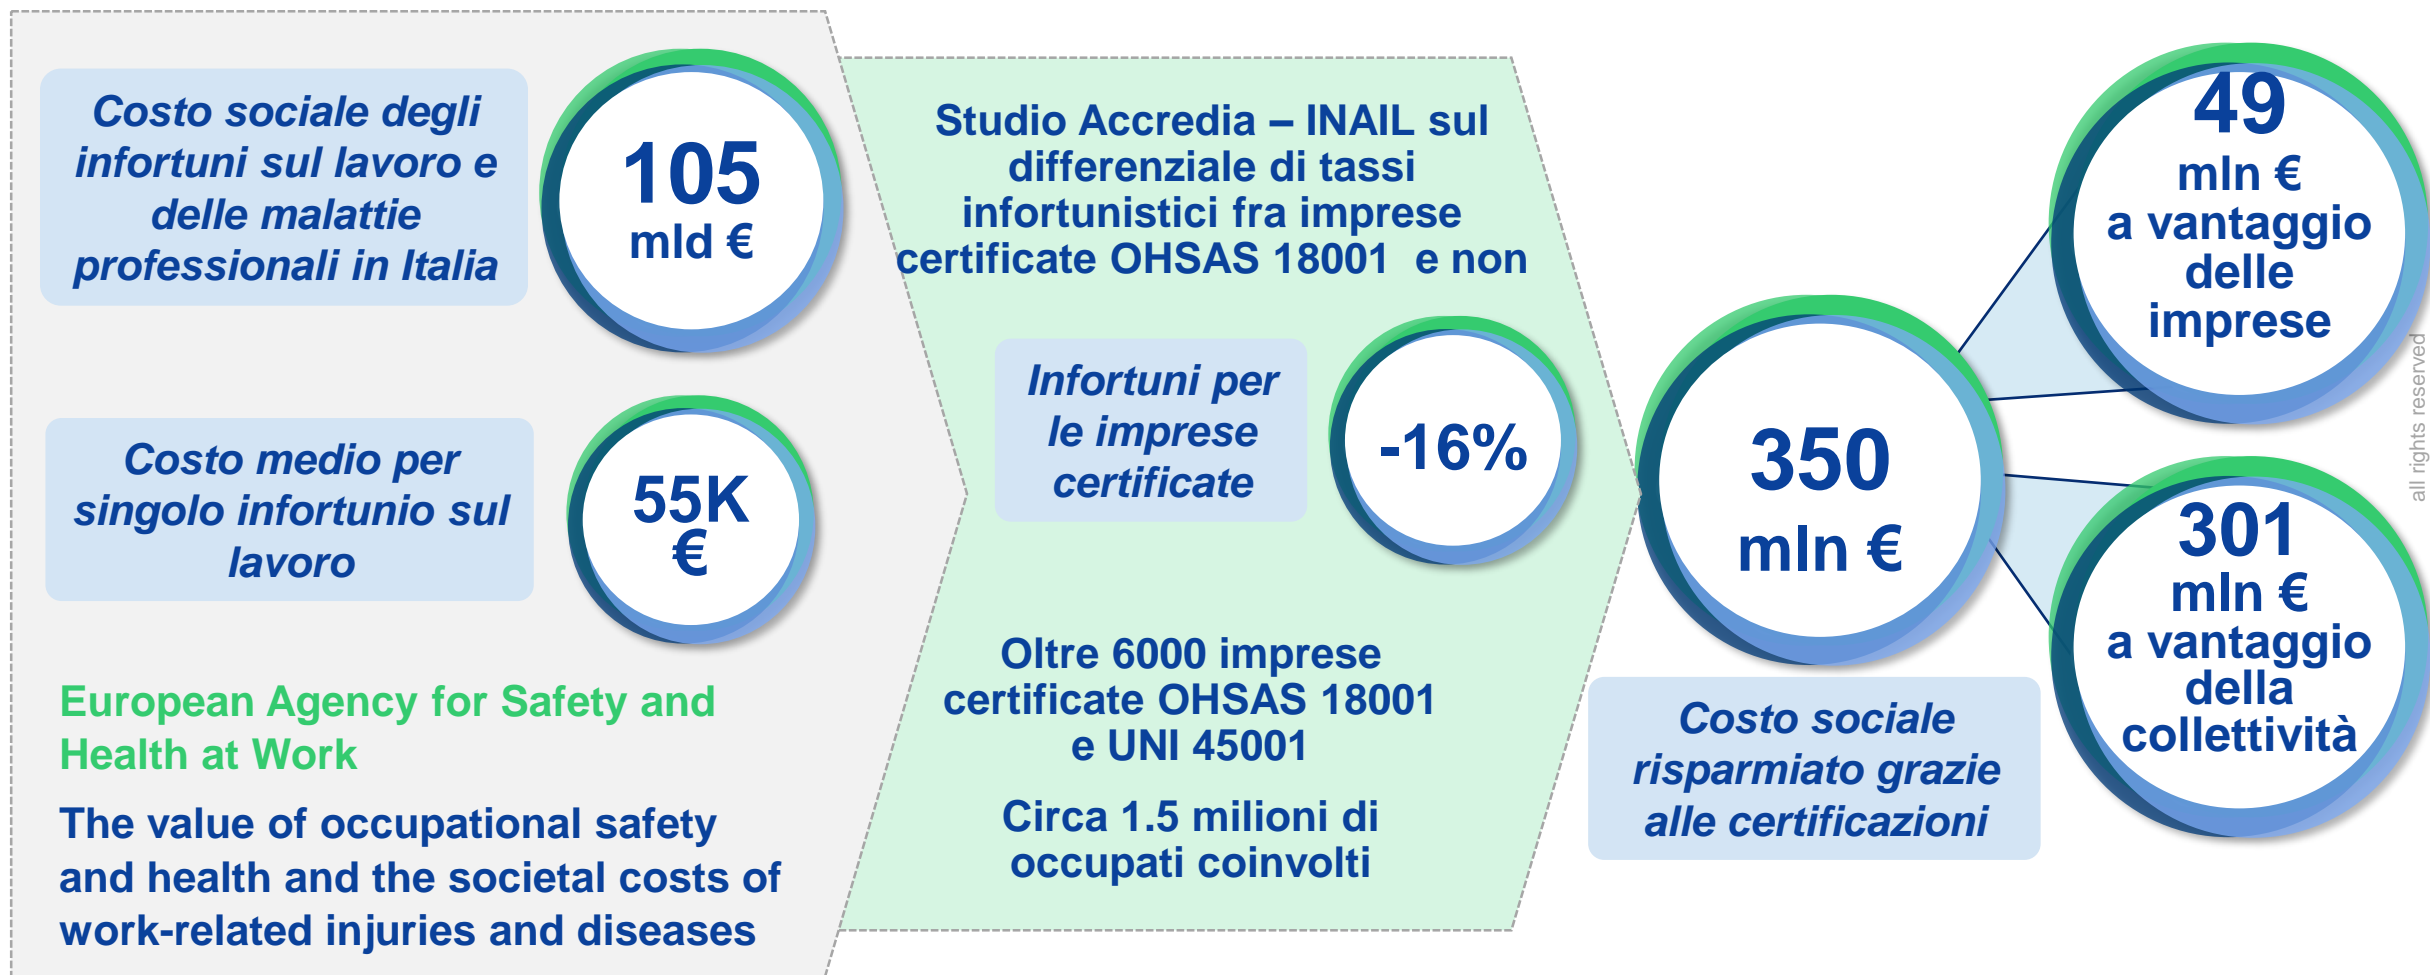 Costo sociale degli
infortuni sul lavoro e
delle malattie
professionali in Italia
105
mld €
Costo medio per
singolo infortunio sul
lavoro
55K
€
European Agency for Safety and
Health at Work
The value of occupational safety
and health and the societal costs of
work-related injuries and diseases
Studio Accredia – INAIL sul
differenziale di tassi
infortunistici fra imprese
certificate OHSAS 18001 e non
Infortuni per
le imprese
certificate
-16%
Oltre 6000 imprese
certificate OHSAS 18001
e UNI 45001
Circa 1.5 milioni di
occupati coinvolti
350
mln €
Costo sociale
risparmiato grazie
alle certificazioni
49
mln €
a vantaggio
delle
imprese
301
mln €
a vantaggio
della
collettività
all rights reserved